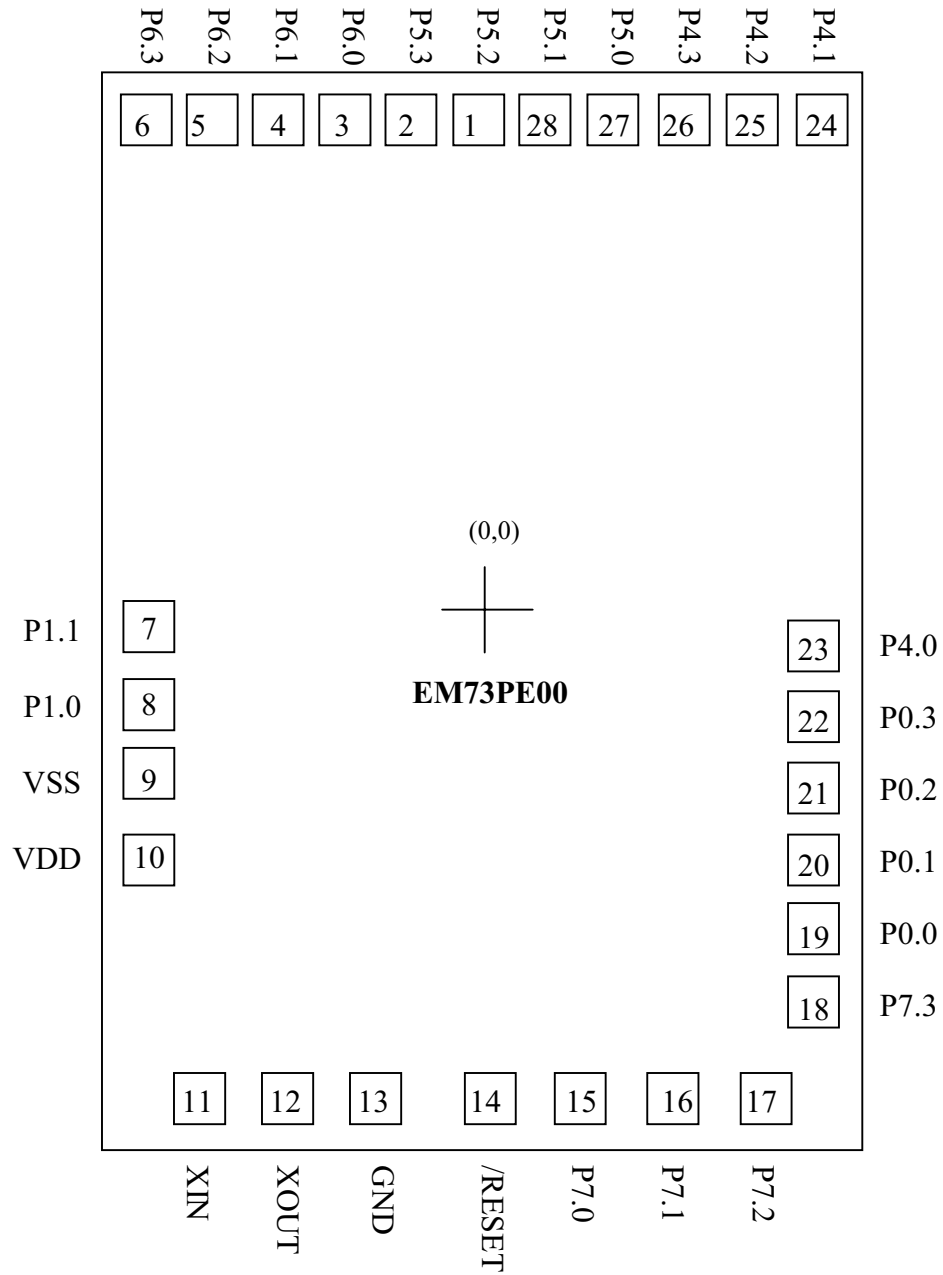 P6.3 P6.2 P6.1 P6.0 P5.3 P5.2 P5.1 P5.0 P4.3 P4.2 P4.1
6 5 4 3 2 1 28 27 26 25 24
(0,0)
EM73PE00
P1.1 7
P1.0 8
VSS 9
VDD 10
23 P4.0
22 P0.3
21 P0.2
20 P0.1
19 P0.0
18 P7.3
11 12 13 14 15 16 17
XIN XOUT GND /RESET P7.0 P7.1 P7.2